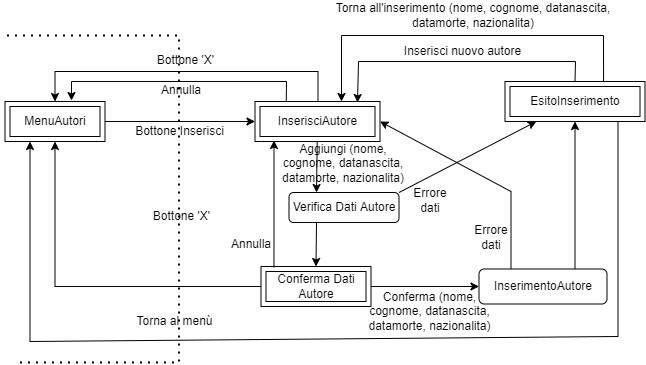 Torna all'inserimento (nome, cognome, datanascita,
datamorte, nazionalita)
Inserisci nuovo autore
Bottone 'X'
Annulla
MenuAutori
InserisciAutore
EsitoInserimento
Bottone Inserisci
Aggiungi (nome,
cognome, datanascita,
datamorte, nazionalita)
Verifica Dati Autore
Errore
dati
Bottone 'X'
Annulla
Errore
dati
Conferma Dati
Autore
InserimentoAutore
Conferma (nome,
cognome, datanascita,
datamorte, nazionalita)
Torna al menù